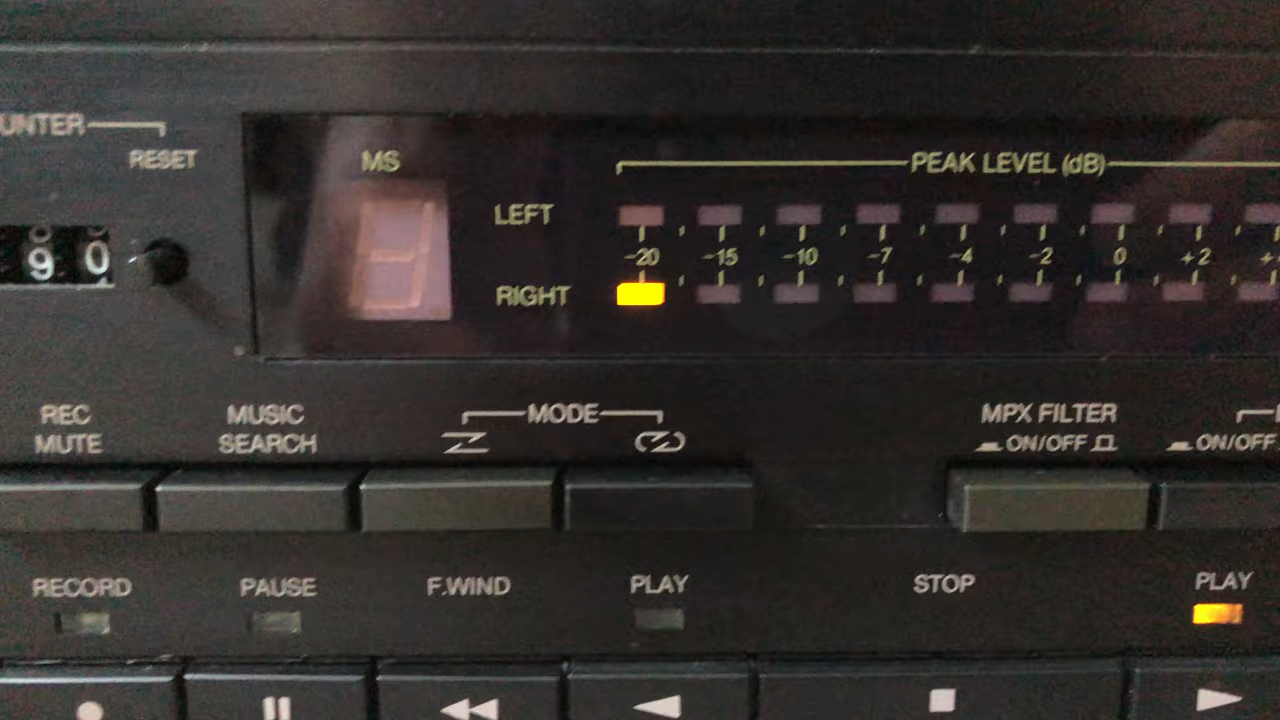 UNTER
RESET
MS
PEAK LEVEL (dB)
LEFT
90
-20 -15 -10 -7 -4 -2 0 +2
RIGHT
REC MUTE
MUSIC SEARCH
MODE
MPX FILTER
ON/OFF
ON/OFF
RECORD
PAUSE
F.WIND
PLAY
STOP
PLAY